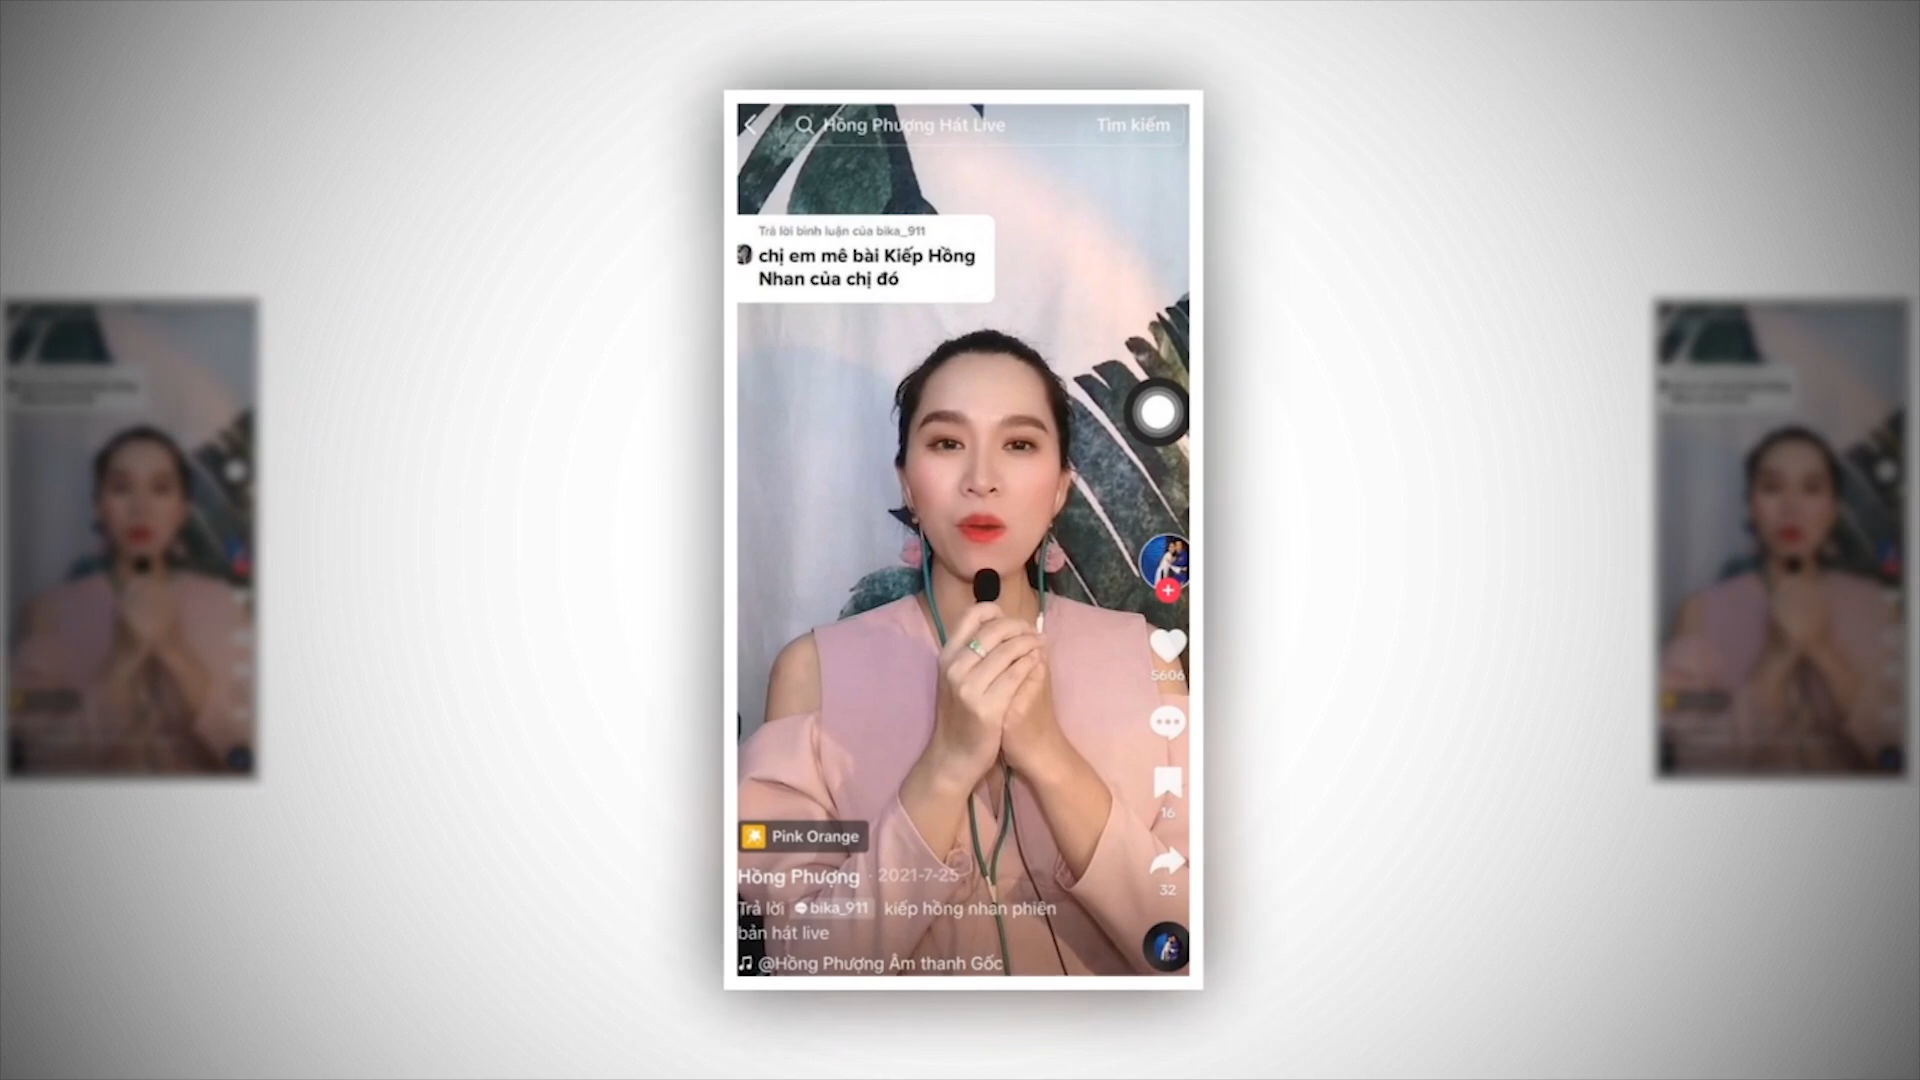 Hồng Phượng Hát Live
Tìm kiếm
Trả lời bình luận của bika_911
chị em mê bài Kiếp Hồng
Nhan của chị đó
5606
16
32
Pink Orange
Hồng Phượng · 2021-7-25
Trả lời bika_911 kiếp hồng nhan phiên
bản hát live
@Hồng Phượng Âm thanh Gốc